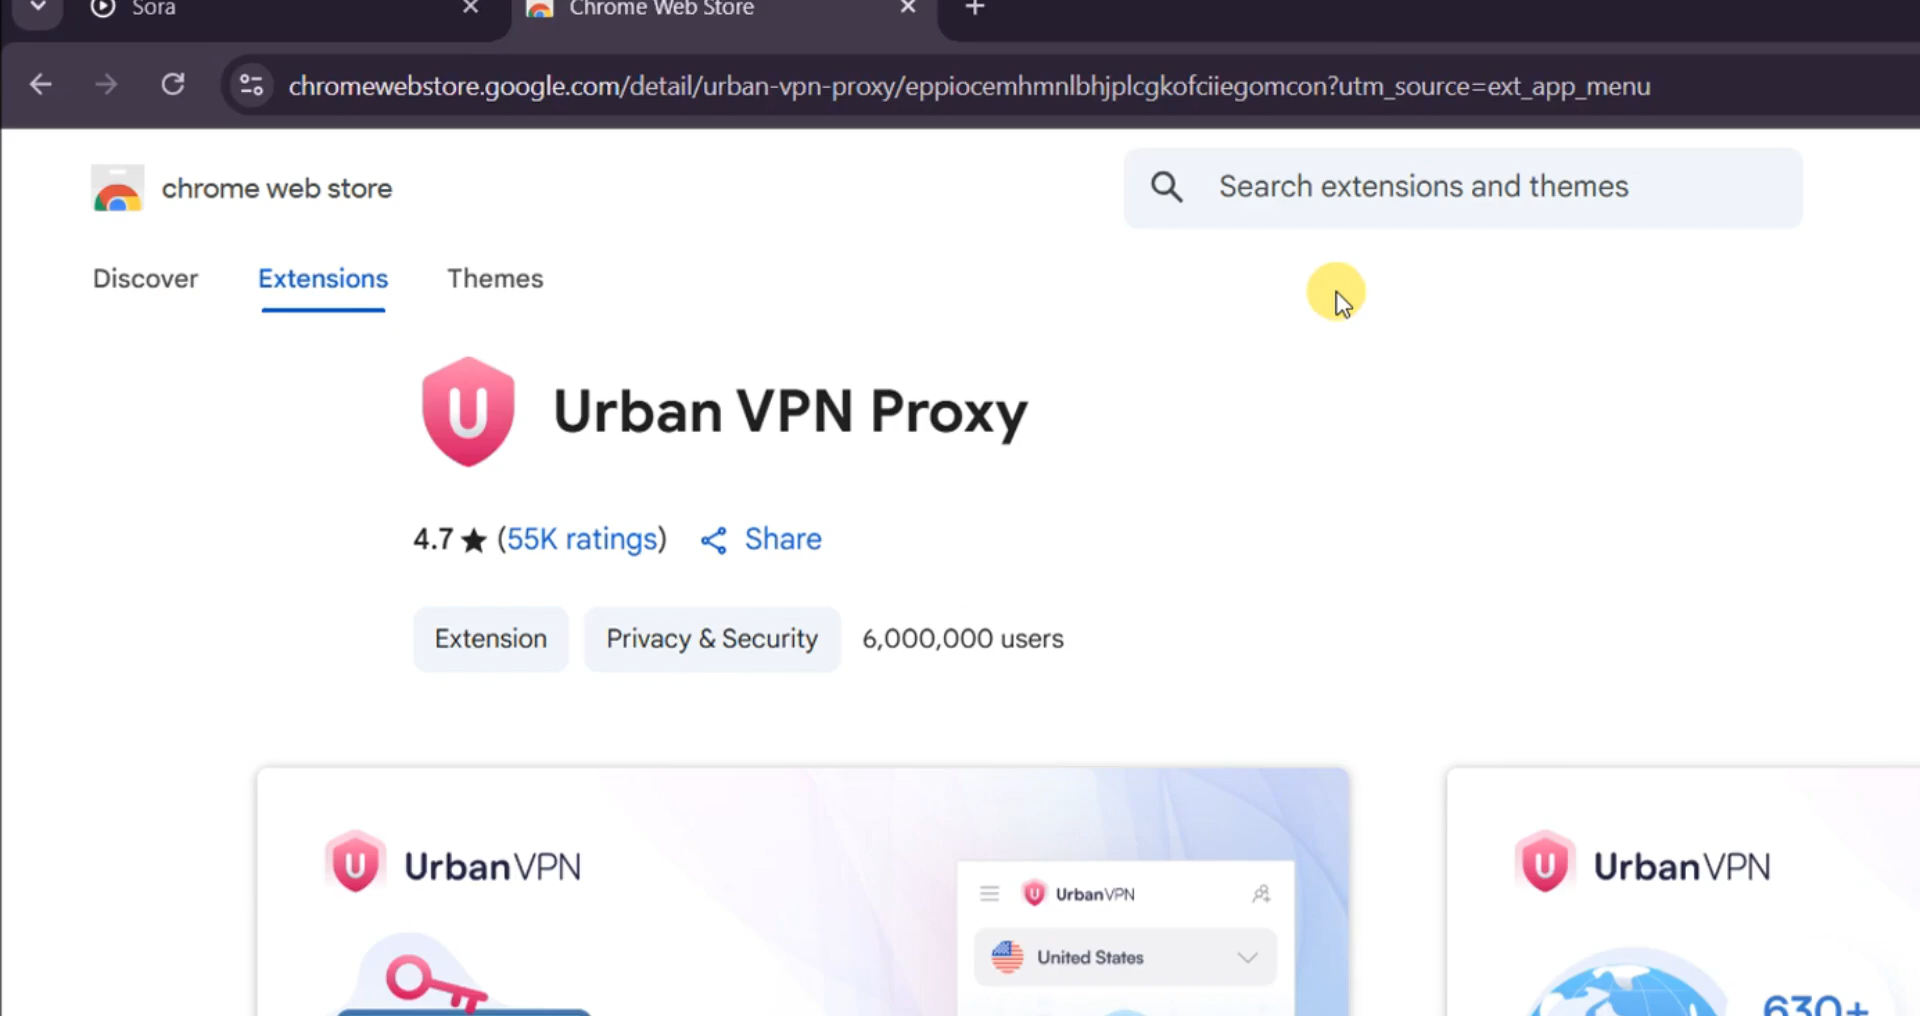 Sora
Chrome Web Store
chromewebstore.google.com/detail/urban-vpn-proxy/eppiocemhmnlbhjplcgkofciiegomcon?utm_source=ext_app_menu
chrome web store
Search extensions and themes
Discover
Extensions
Themes
U
Urban VPN Proxy
4.7★ (55K ratings)
Share
Extension
Privacy & Security
6,000,000 users
U UrbanVPN
U UrbanVPN
United States
U UrbanVPN
630+